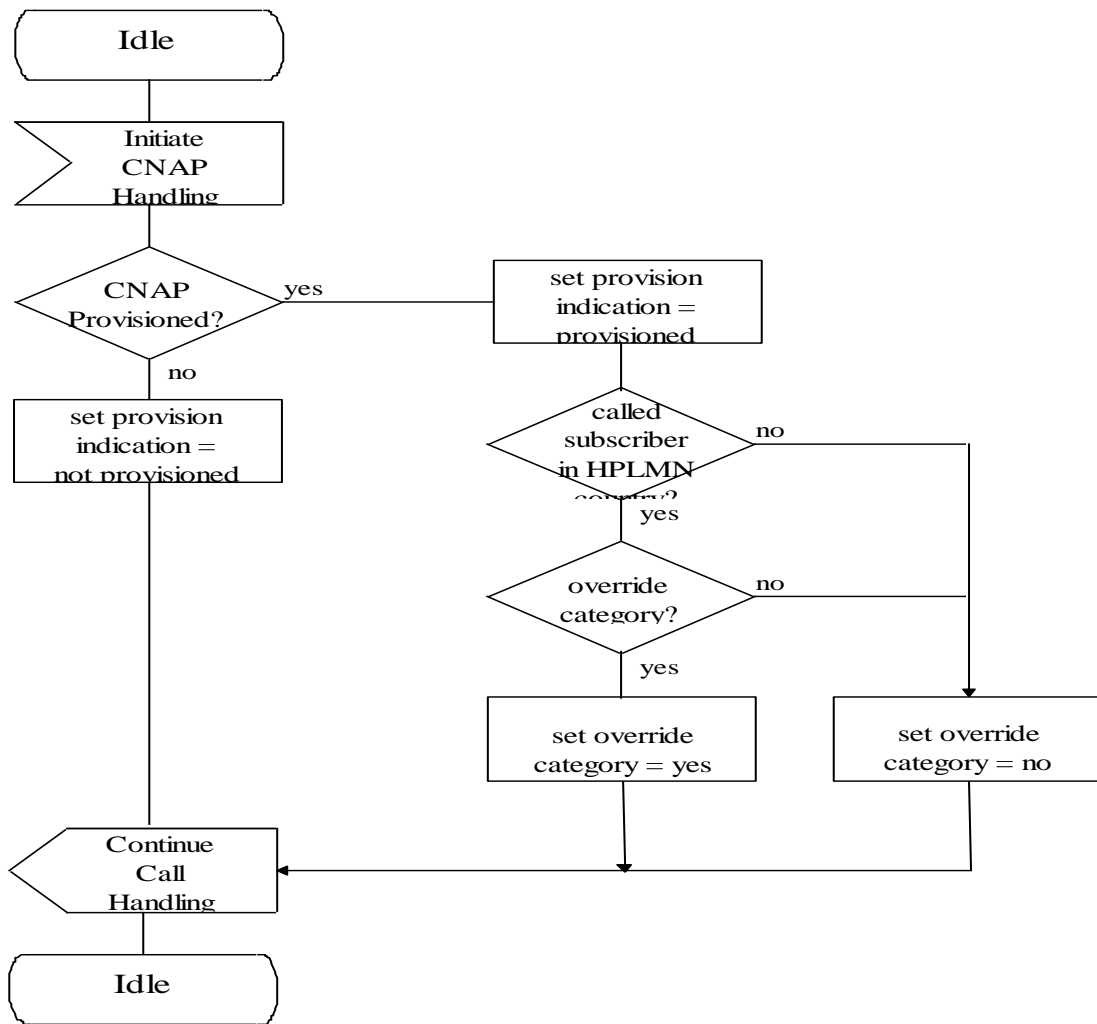 Idle
Initiate
CNAP
Handling
CNAP
Provisioned?
yes
no
set provision
indication =
provisioned
set provision
indication =
not provisioned
called
subscriber
in HPLMN
country?
no
yes
override
category?
no
yes
set override
category = yes
set override
category = no
Continue
Call
Handling
Idle